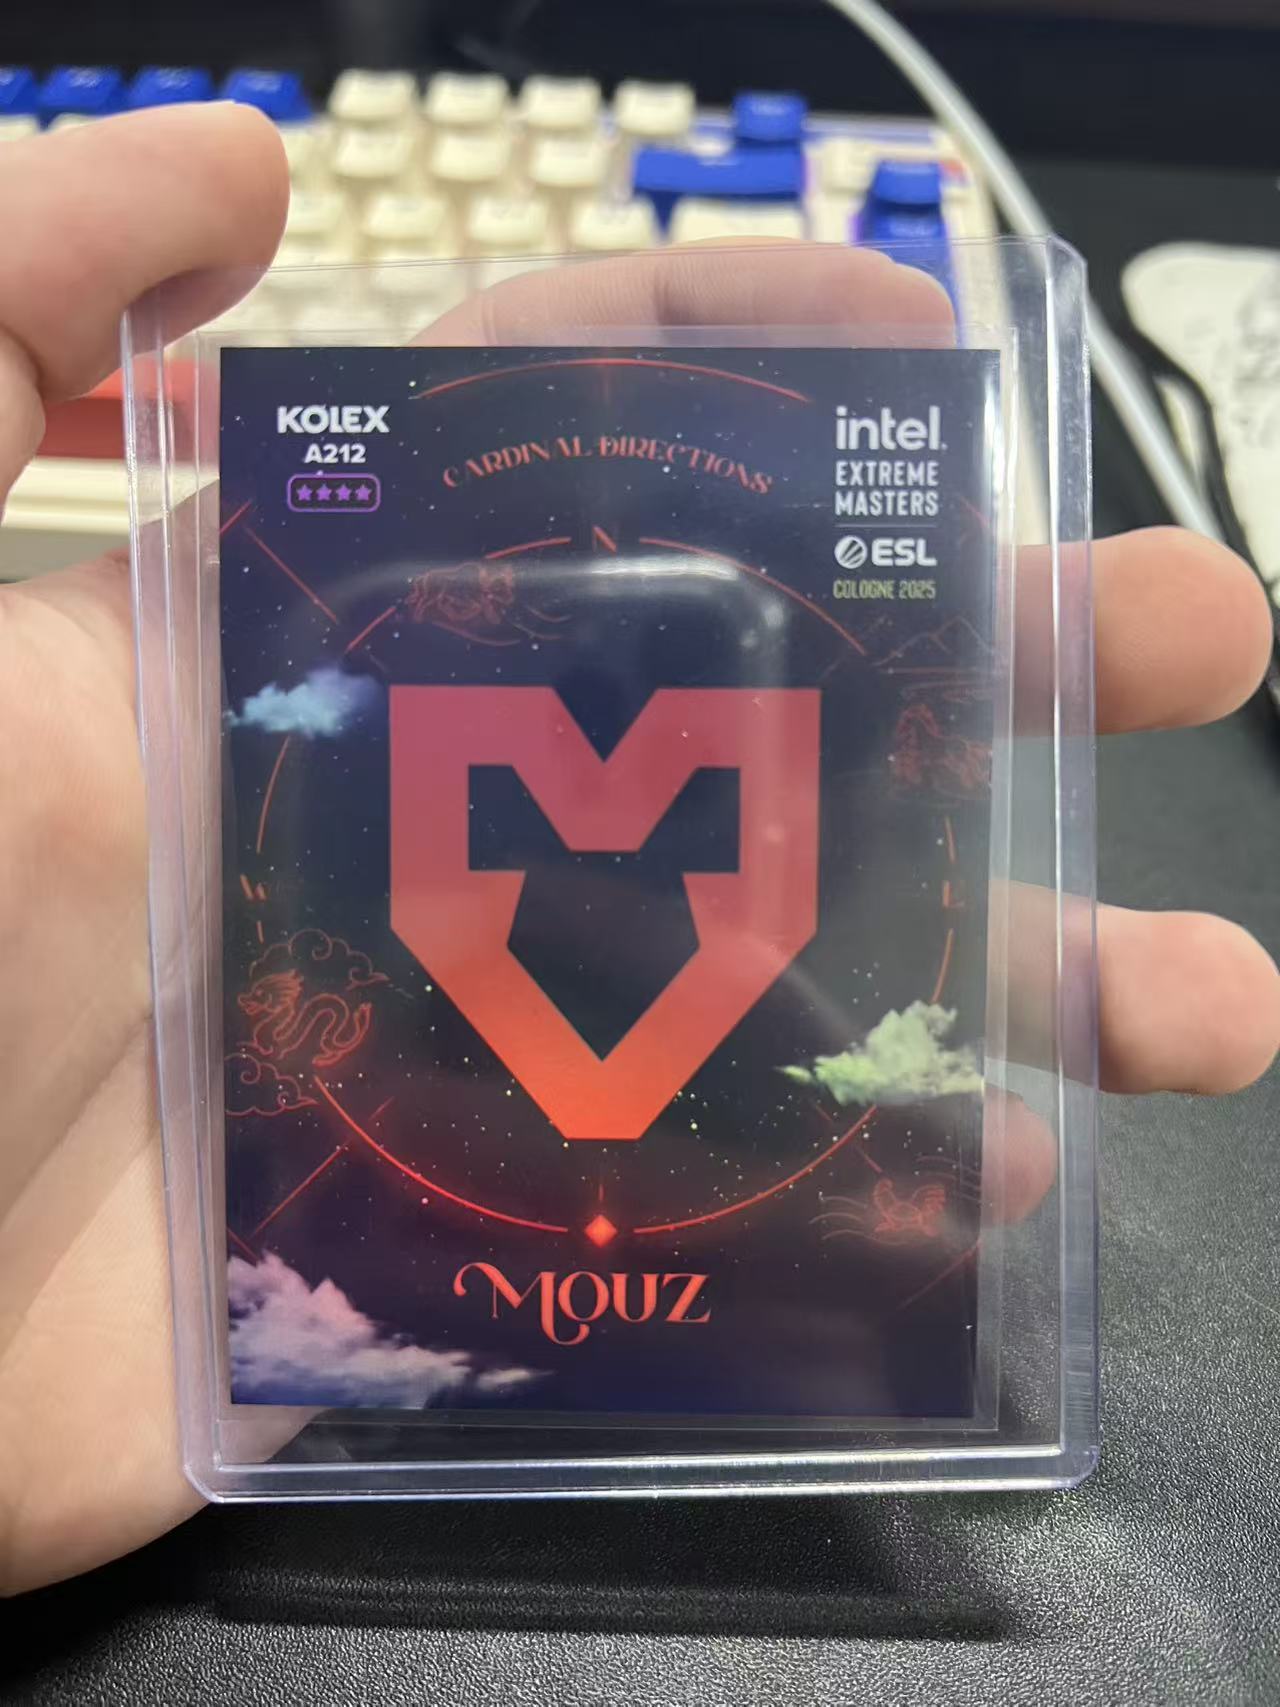 KOLEX
A212
CARDINAL DIRECTIONS
intel.
EXTREME
MASTERS
ESL
COLOGNE 2025
N
W
MOUZ